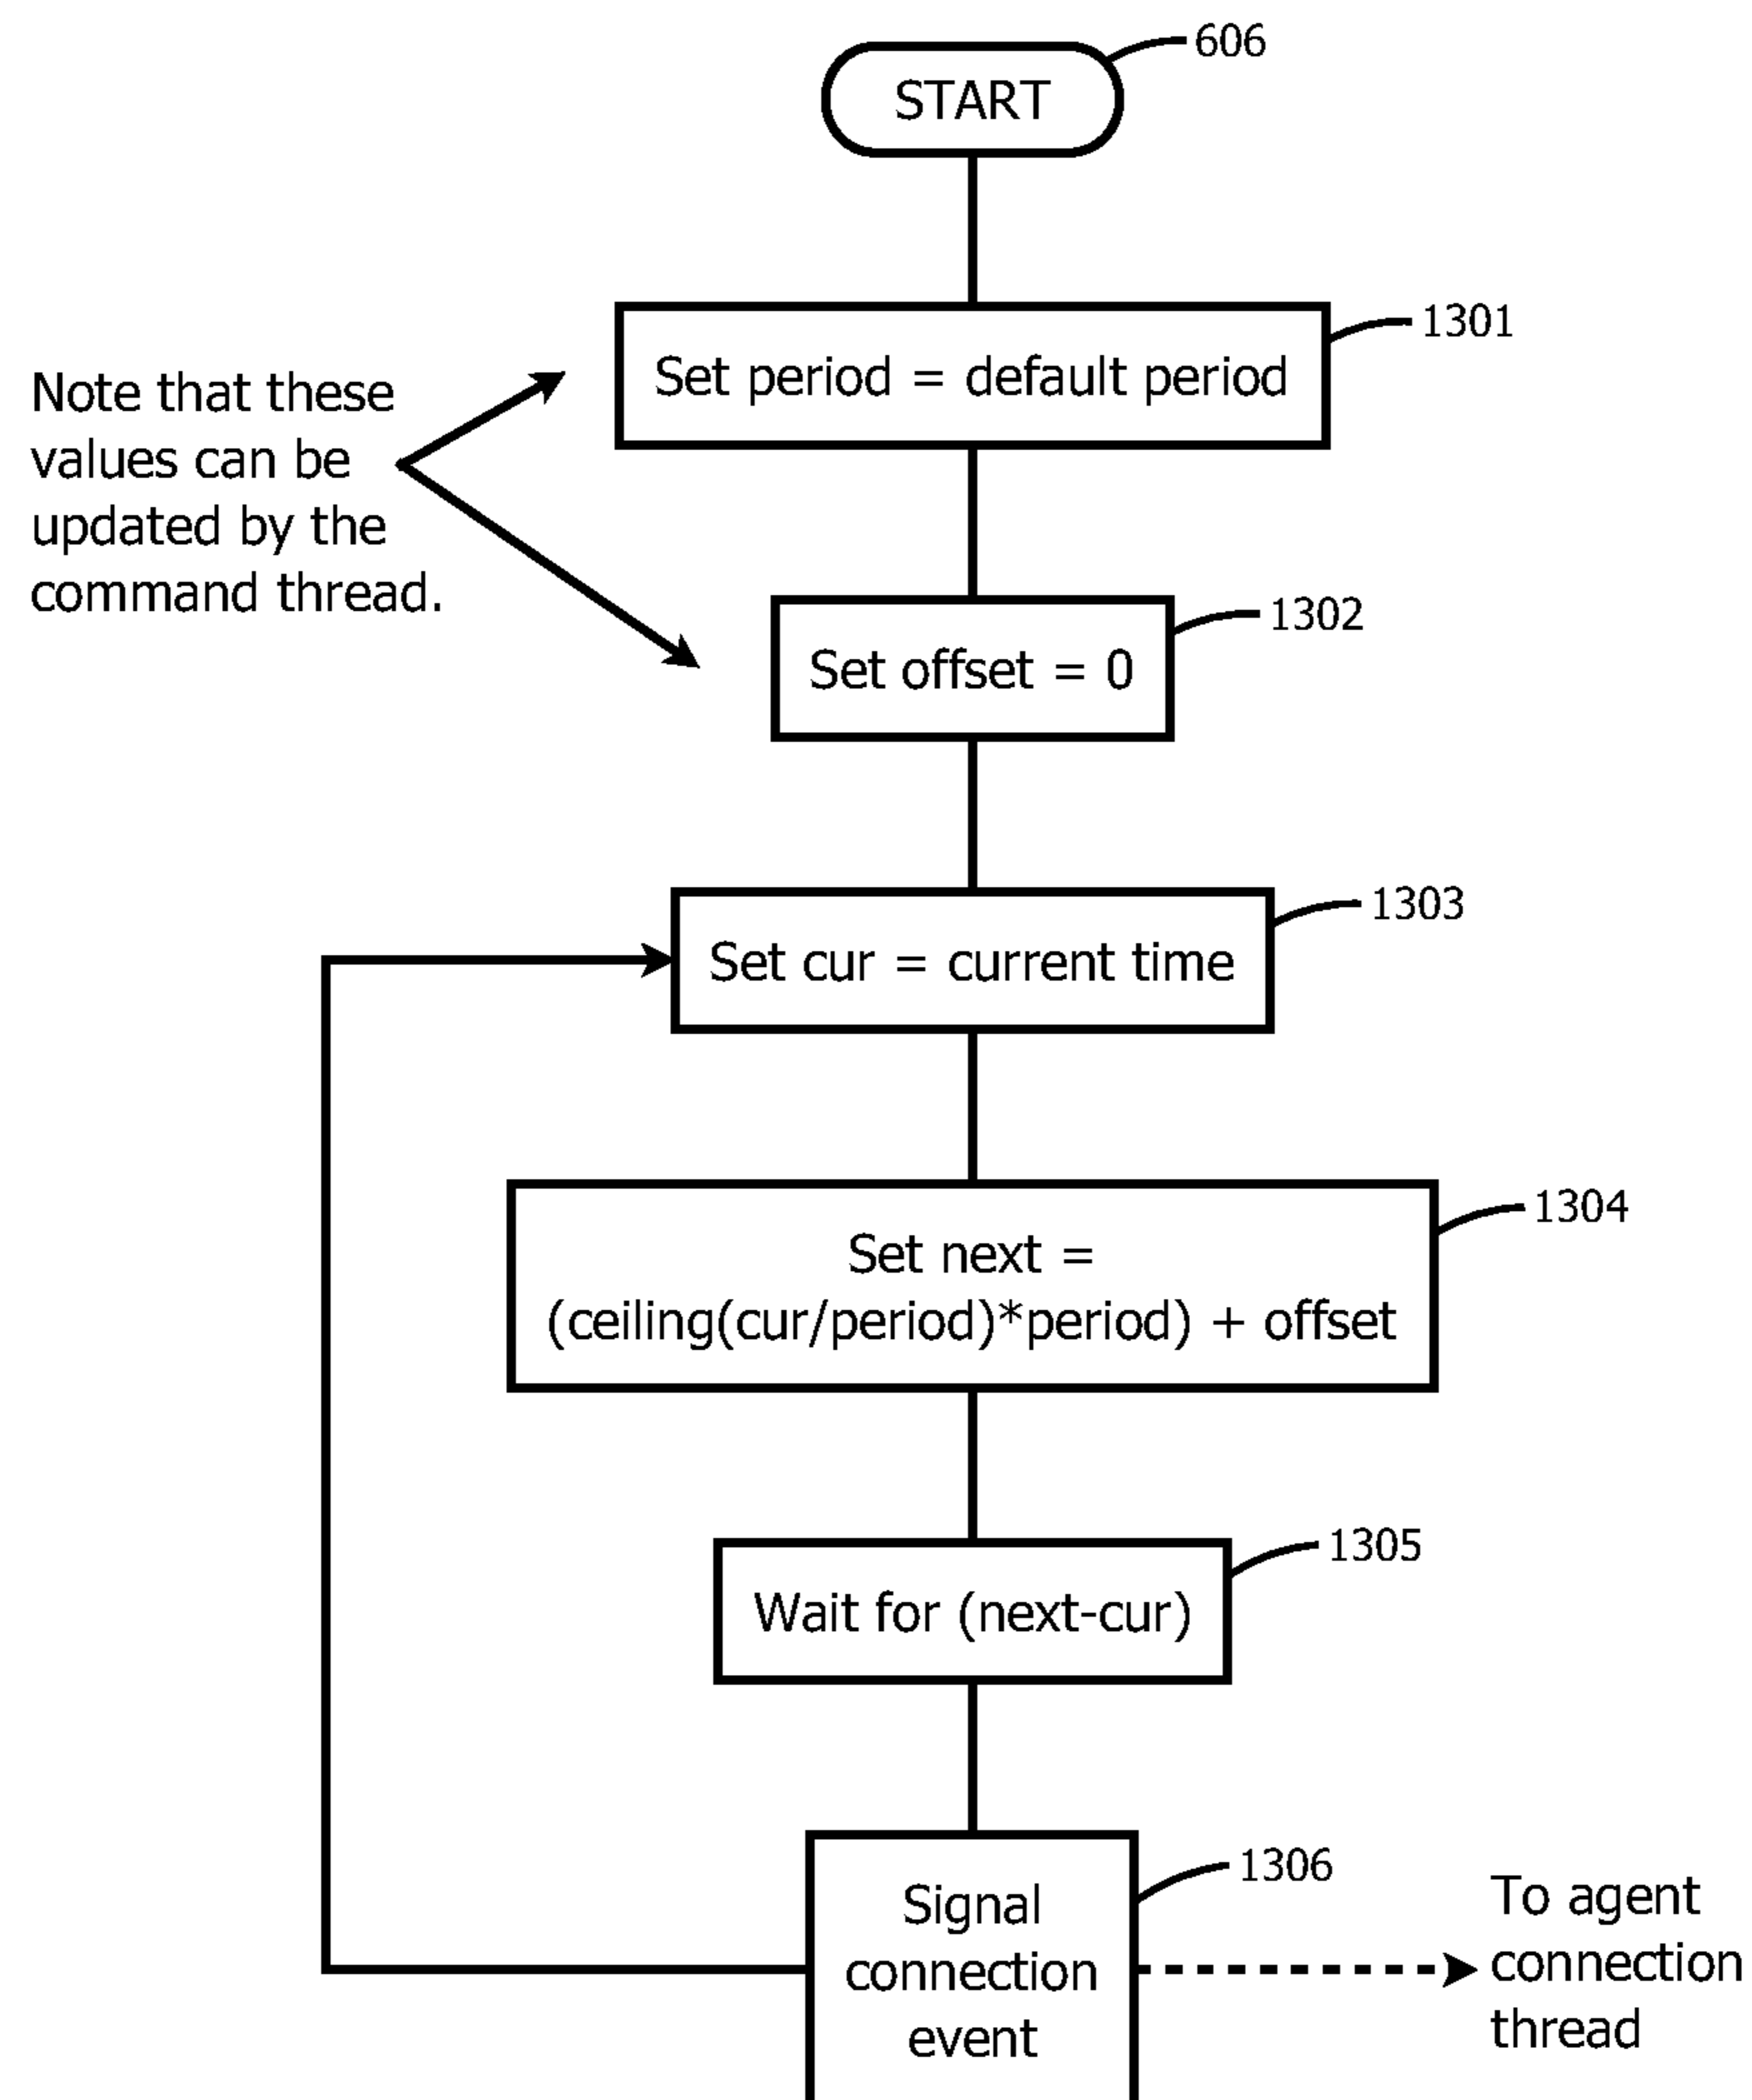 606
START
1301
Set period = default period
Note that these
values can be
updated by the
command thread.
1302
Set offset = 0
1303
Set cur = current time
1304
Set next =
(ceiling(cur/period)*period) + offset
1305
Wait for (next-cur)
1306
Signal
connection
event
To agent
connection
thread